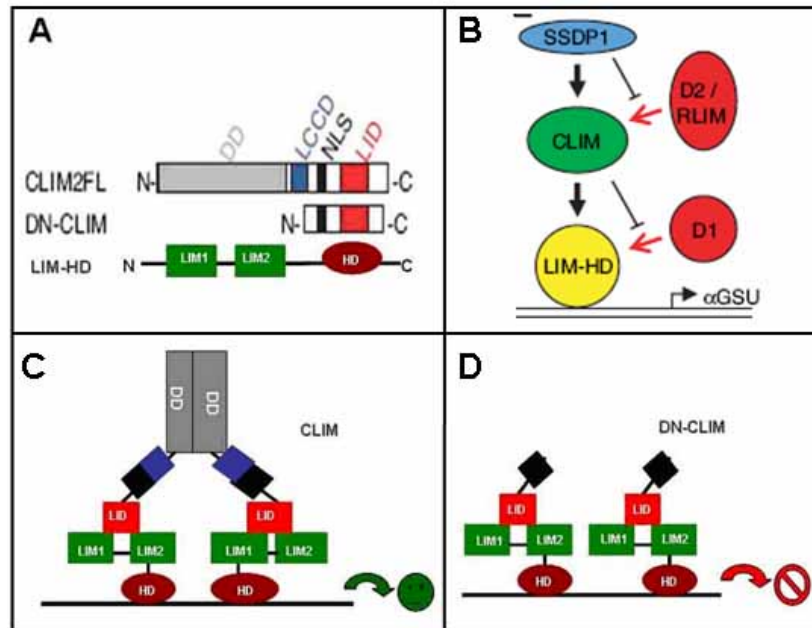 A
DD
LCCD
NLS
LID
CLIM2FL N- -C
DN-CLIM N- -C
LIM-HD N LIM1 LIM2 HD C
B
SSDP1
D2 /
RLIM
CLIM
D1
LIM-HD
αGSU
C
DD DD
CLIM
LID LID
LIM1 LIM2 LIM1 LIM2
HD HD
D
DN-CLIM
LID LID
LIM1 LIM2 LIM1 LIM2
HD HD